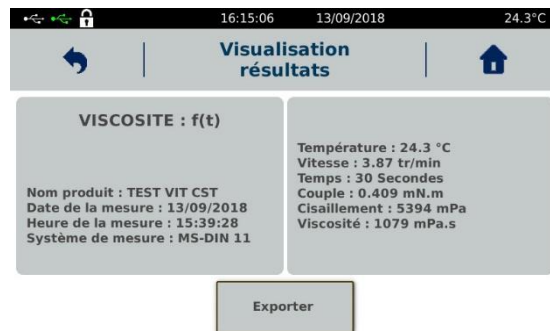 16:15:06 13/09/2018 24.3°C
Visualisation
résultats
VISCOSITE : f(t)
Nom produit : TEST VIT CST
Date de la mesure : 13/09/2018
Heure de la mesure : 15:39:28
Système de mesure : MS-DIN 11
Température : 24.3 °C
Vitesse : 3.87 tr/min
Temps : 30 Secondes
Couple : 0.409 mN.m
Cisaillement : 5394 mPa
Viscosité : 1079 mPa.s
Exporter